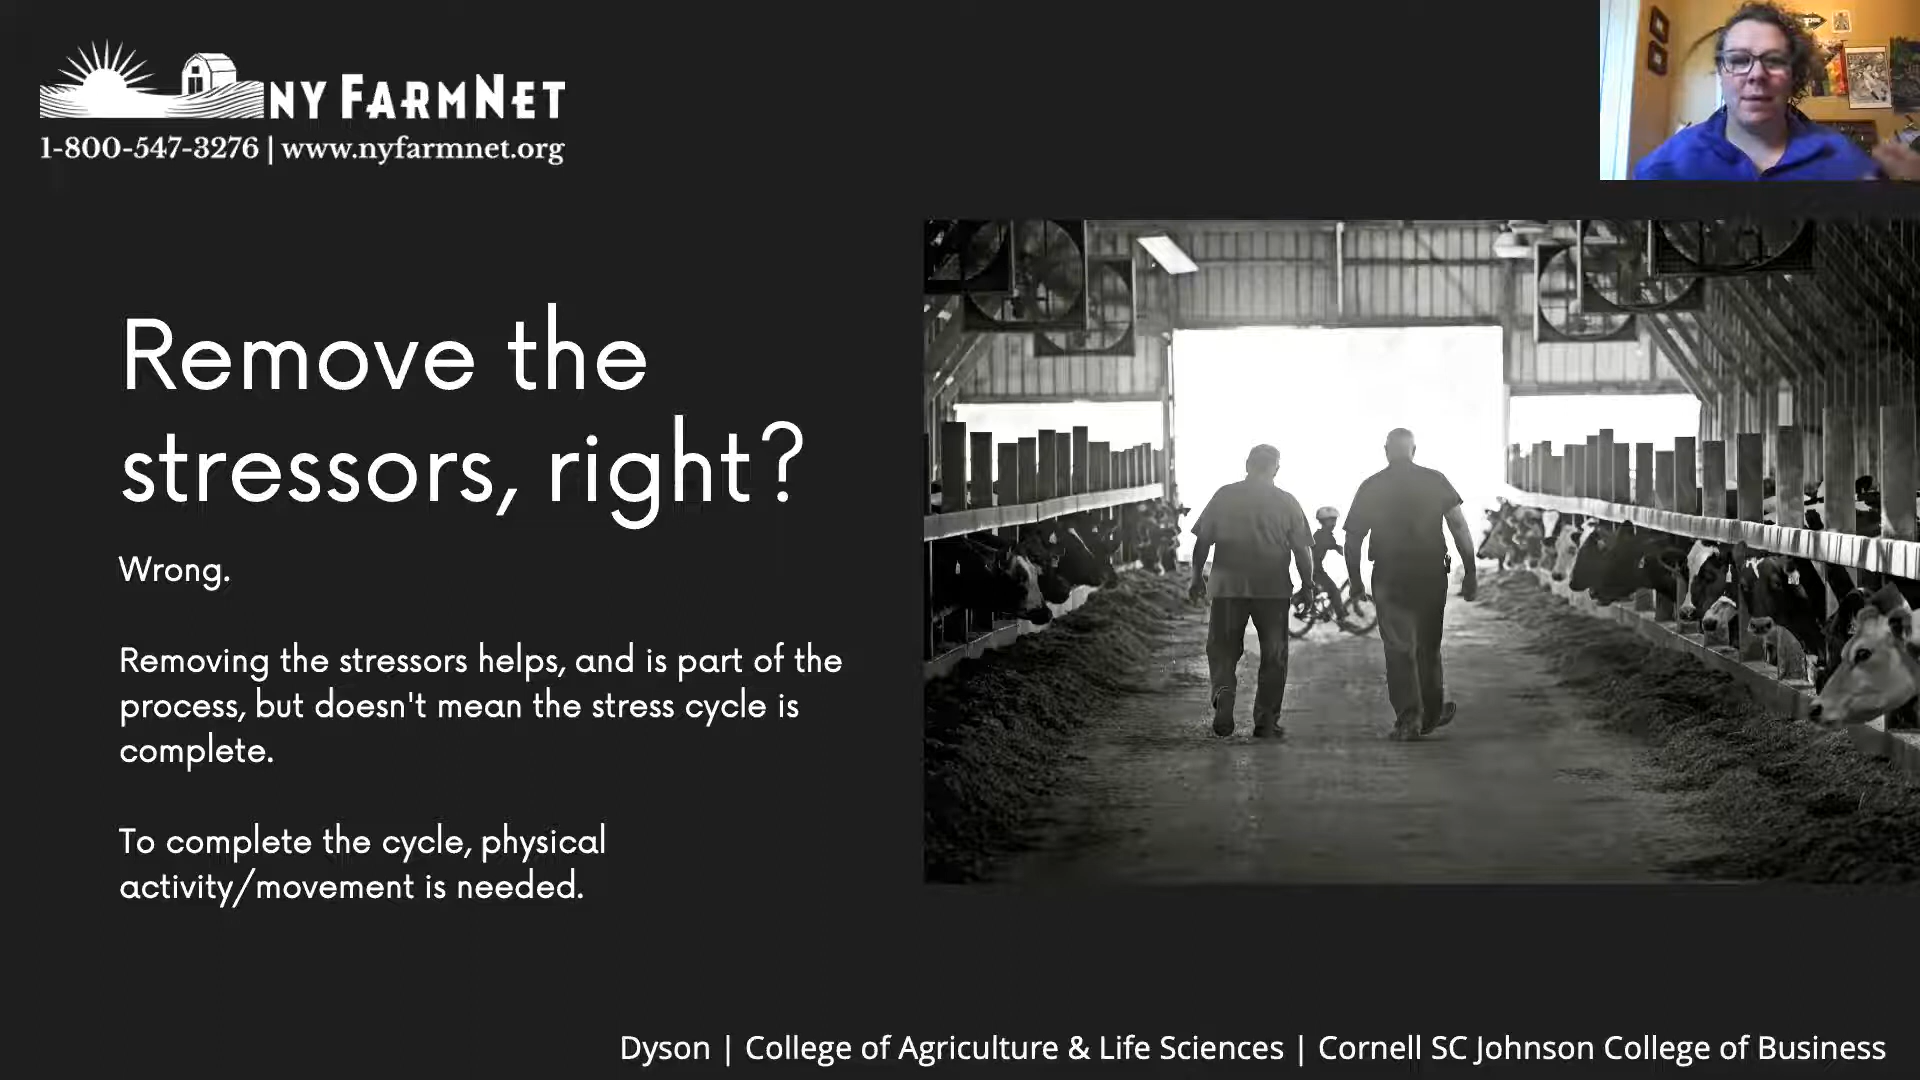 NY FARMNET
1-800-547-3276 | www.nyfarmnet.org
Remove the
stressors, right?
Wrong.
Removing the stressors helps, and is part of the
process, but doesn't mean the stress cycle is
complete.
To complete the cycle, physical
activity/movement is needed.
Dyson | College of Agriculture & Life Sciences | Cornell SC Johnson College of Business